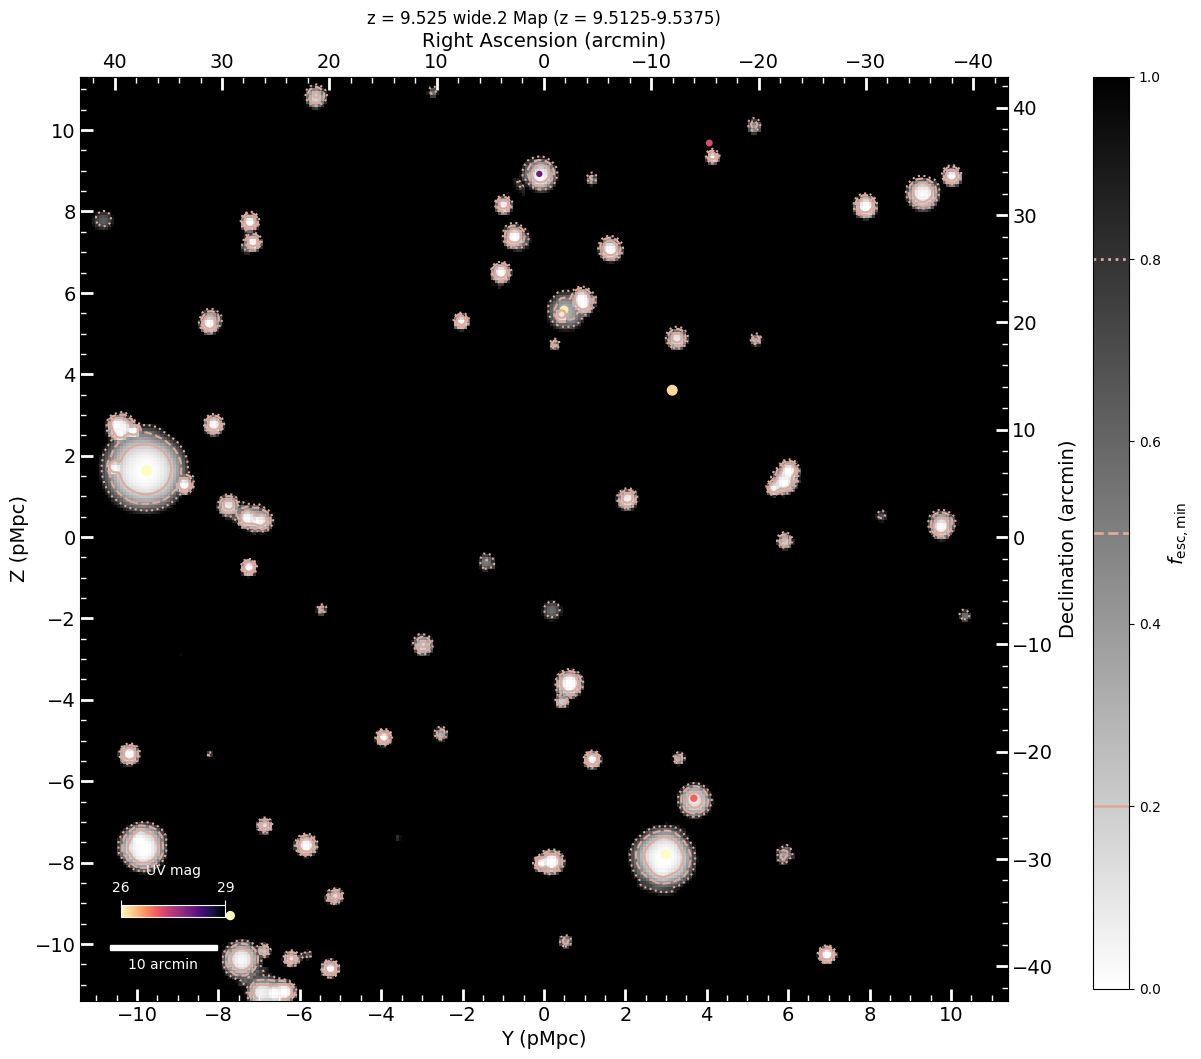 z = 9.525 wide.2 Map (z = 9.5125-9.5375)
Right Ascension (arcmin)
40 30 20 10 0 −10 −20 −30 −40
10
8
6
4
2
0
−2
−4
−6
−8
−10
Z (pMpc)
40
30
20
10
0
−10
−20
−30
−40
Declination (arcmin)
1.0
0.8
0.6
0.4
0.2
0.0
fesc,min
UV mag
26 29
10 arcmin
−10 −8 −6 −4 −2 0 2 4 6 8 10
Y (pMpc)